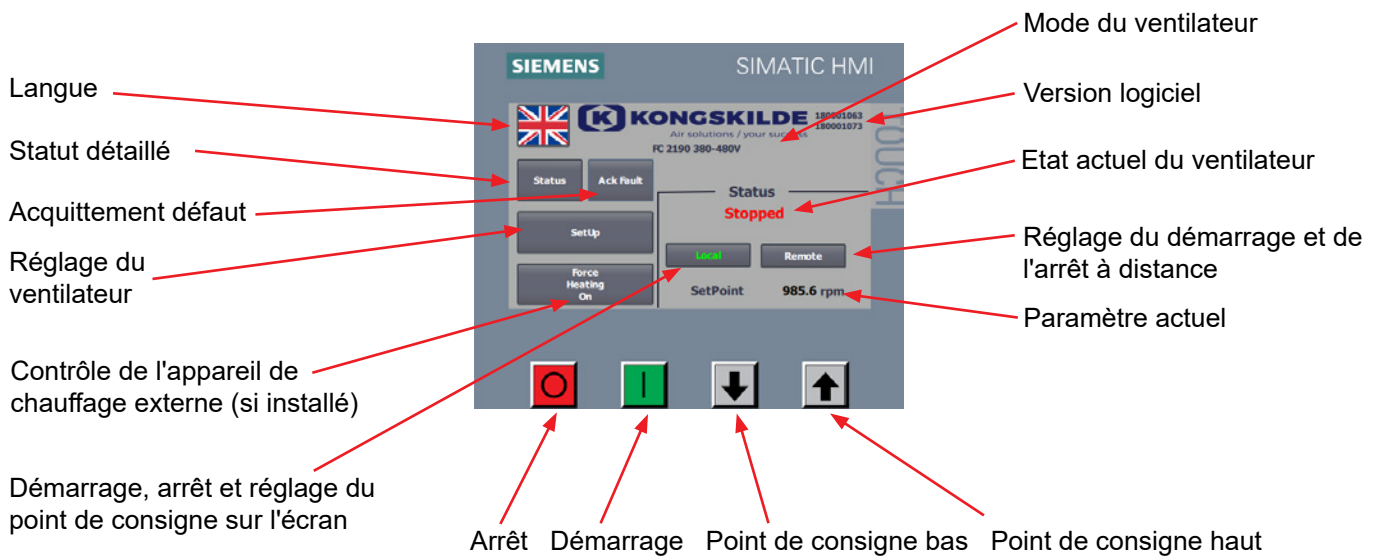 Mode du ventilateur
SIEMENS
SIMATIC HMI
Langue
Version logiciel
K KONGSKILDE
180001063
180001073
Air solutions / your success
FC 2190 380-480V
TOUCH
Statut détaillé
Etat actuel du ventilateur
Status
Ack Fault
Status
Stopped
Acquittement défaut
SetUp
Réglage du
ventilateur
Réglage du démarrage et de
l'arrêt à distance
Local
Remote
Force
Heating
On
SetPoint
985.6 rpm
Paramètre actuel
Contrôle de l'appareil de
chauffage externe (si installé)
Démarrage, arrêt et réglage du
point de consigne sur l'écran
Arrêt
Démarrage
Point de consigne bas
Point de consigne haut